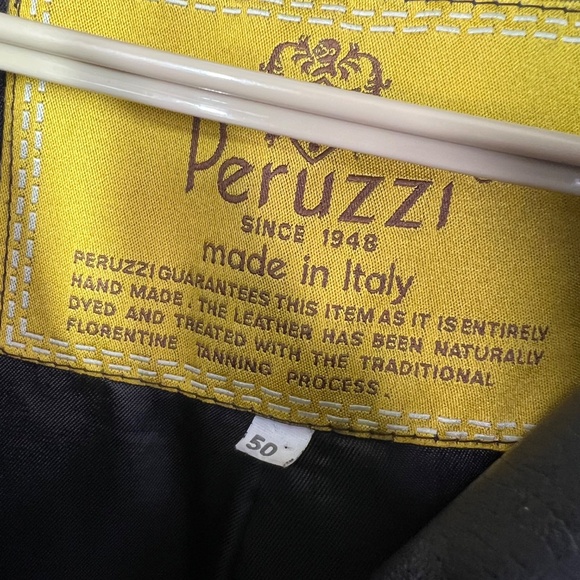 Peruzzi
SINCE 1948
made in Italy
PERUZZI GUARANTEES THIS ITEM AS IT IS ENTIRELY
HAND MADE. THE LEATHER HAS BEEN NATURALLY
DYED AND TREATED WITH THE TRADITIONAL
FLORENTINE TANNING PROCESS.
50